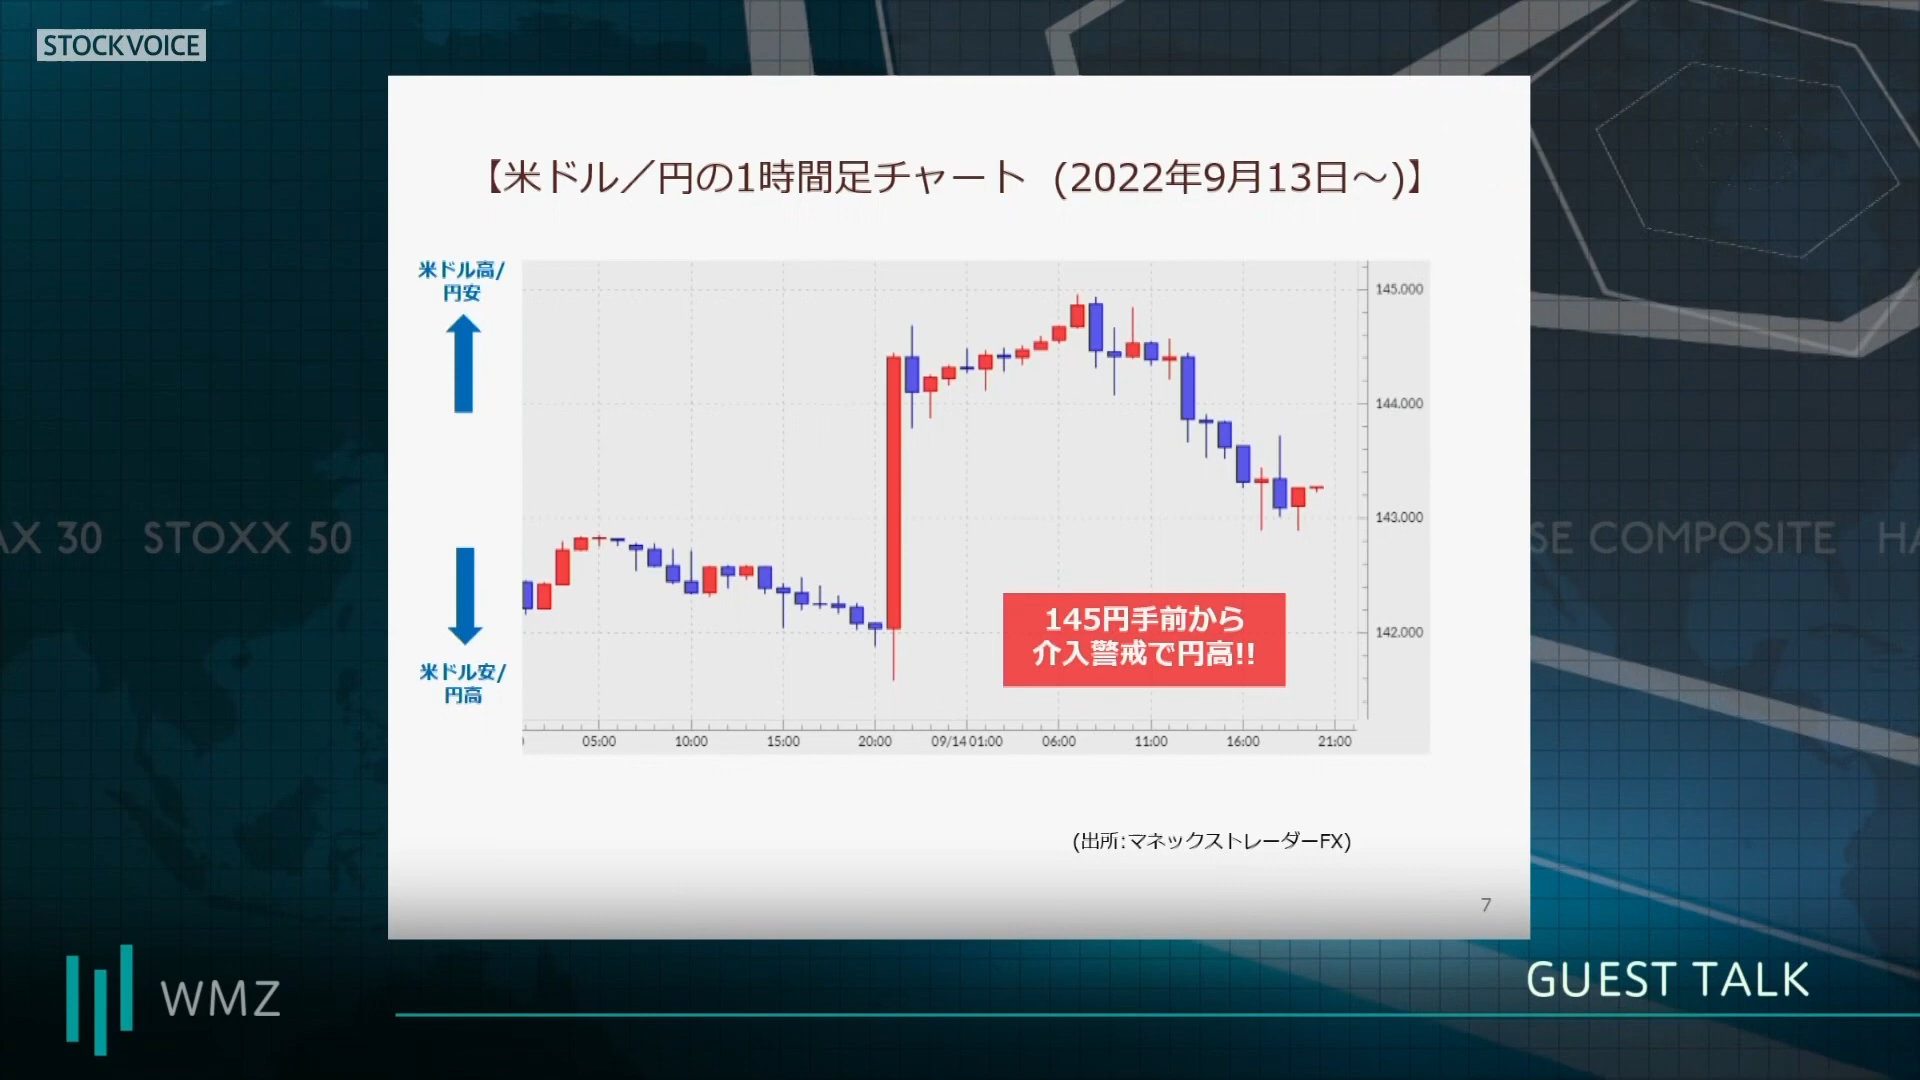 STOCKVOICE
【米ドル／円の1時間足チャート (2022年9月13日～)】
米ドル高/
円安
145.000
144.000
143.000
142.000
米ドル安/
円高
145円手前から
介入警戒で円高!!
05:00 10:00 15:00 20:00 09/14 01:00 06:00 11:00 16:00 21:00
(出所:マネックストレーダーFX)
7
AX 30 STOXX 50
SE COMPOSITE HA
WMZ
GUEST TALK